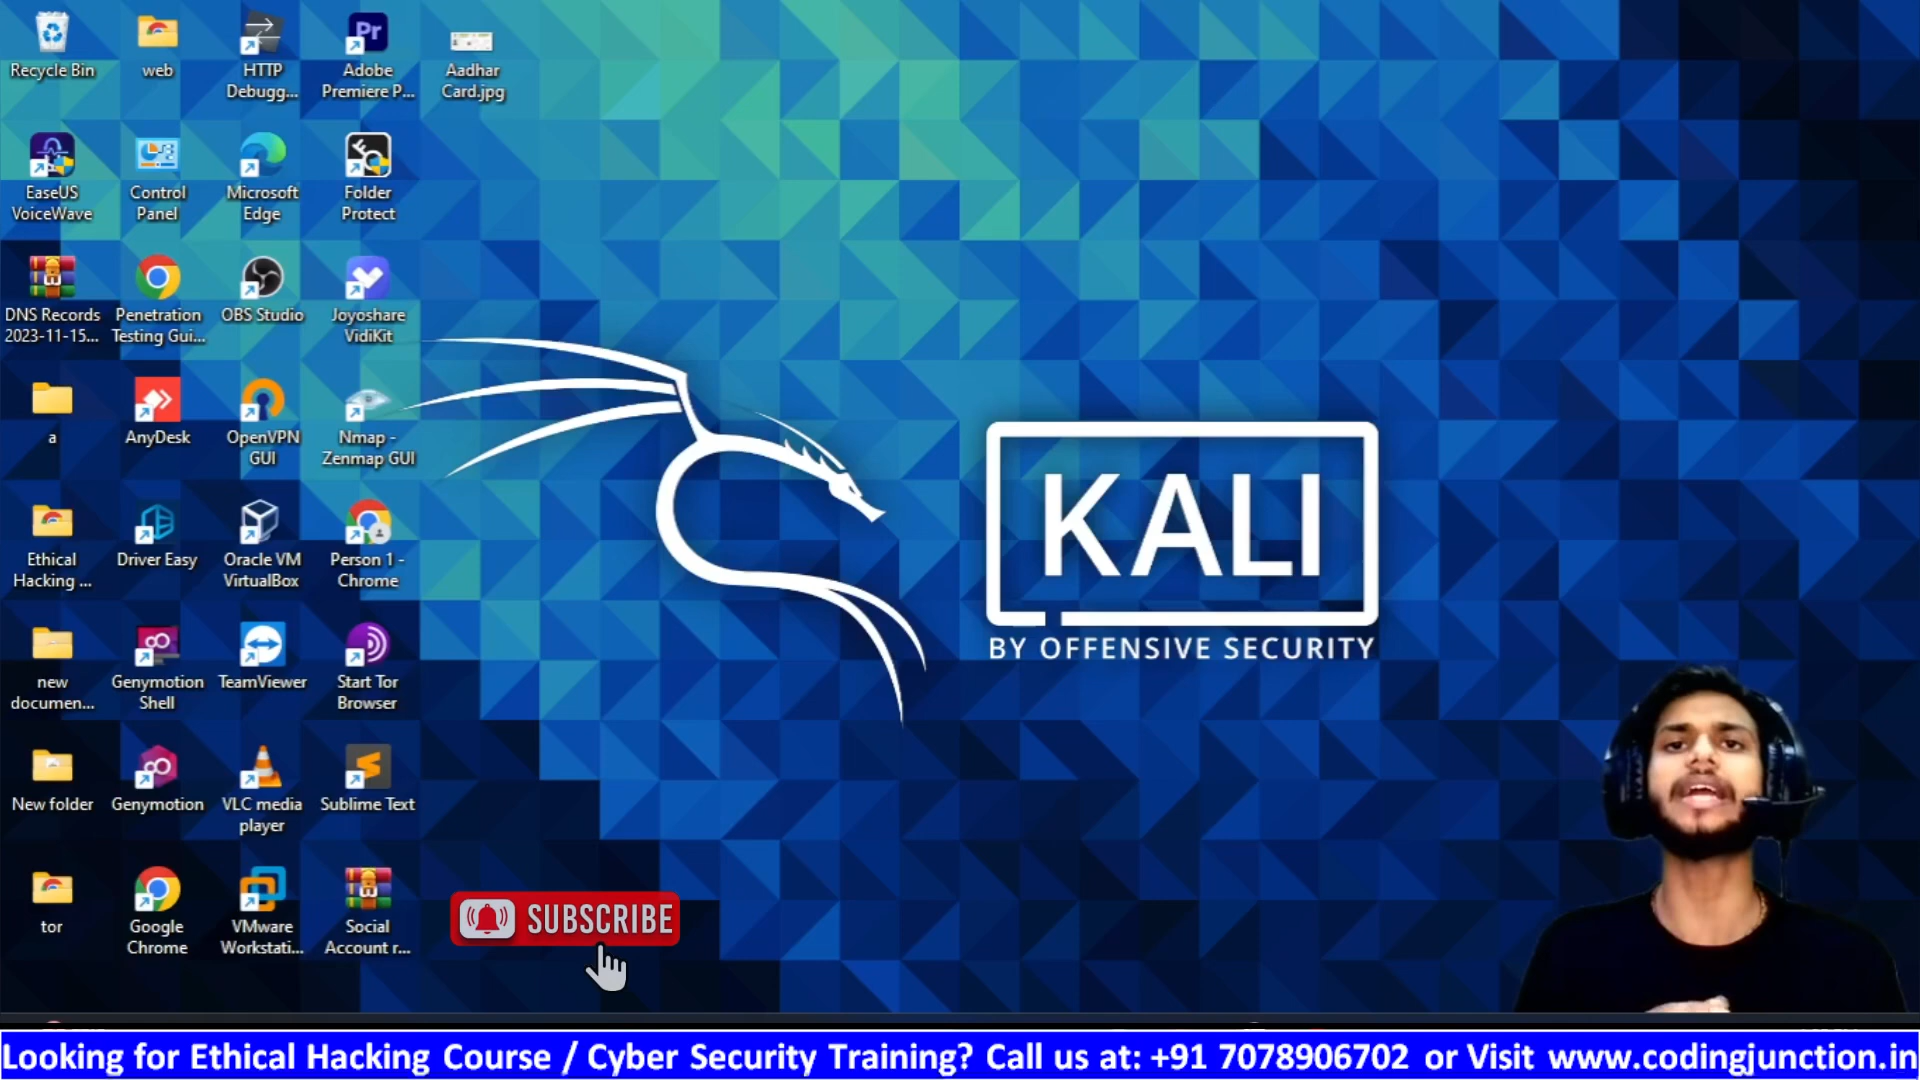 Recycle Bin
web
HTTP
Debugg...
Pr
Adobe
Premiere P...
Aadhar
Card.jpg
EaseUS
VoiceWave
Control
Panel
Microsoft
Edge
Folder
Protect
DNS Records
2023-11-15...
Penetration
Testing Gui...
OBS Studio
Joyoshare
VidiKit
a
AnyDesk
OpenVPN
GUI
Nmap -
Zenmap GUI
KALI
BY OFFENSIVE SECURITY
Ethical
Hacking ...
Driver Easy
Oracle VM
VirtualBox
Person 1 -
Chrome
new
documen...
Genymotion
Shell
TeamViewer
Start Tor
Browser
New folder
Genymotion
VLC media
player
Sublime Text
tor
Google
Chrome
VMware
Workstati...
Social
Account r...
SUBSCRIBE
Looking for Ethical Hacking Course / Cyber Security Training? Call us at: +91 7078906702 or Visit www.codingjunction.in